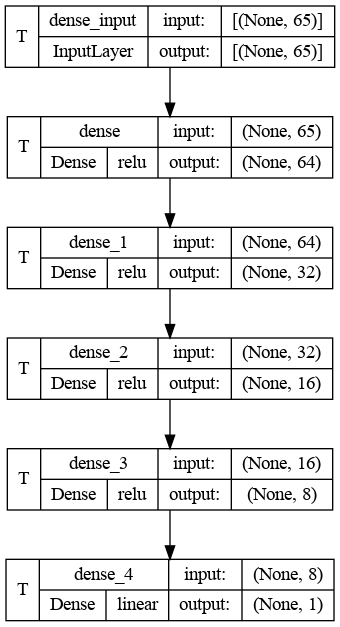 T dense_input input: [(None, 65)]
InputLayer output: [(None, 65)]
T dense input: (None, 65)
Dense relu output: (None, 64)
T dense_1 input: (None, 64)
Dense relu output: (None, 32)
T dense_2 input: (None, 32)
Dense relu output: (None, 16)
T dense_3 input: (None, 16)
Dense relu output: (None, 8)
T dense_4 input: (None, 8)
Dense linear output: (None, 1)